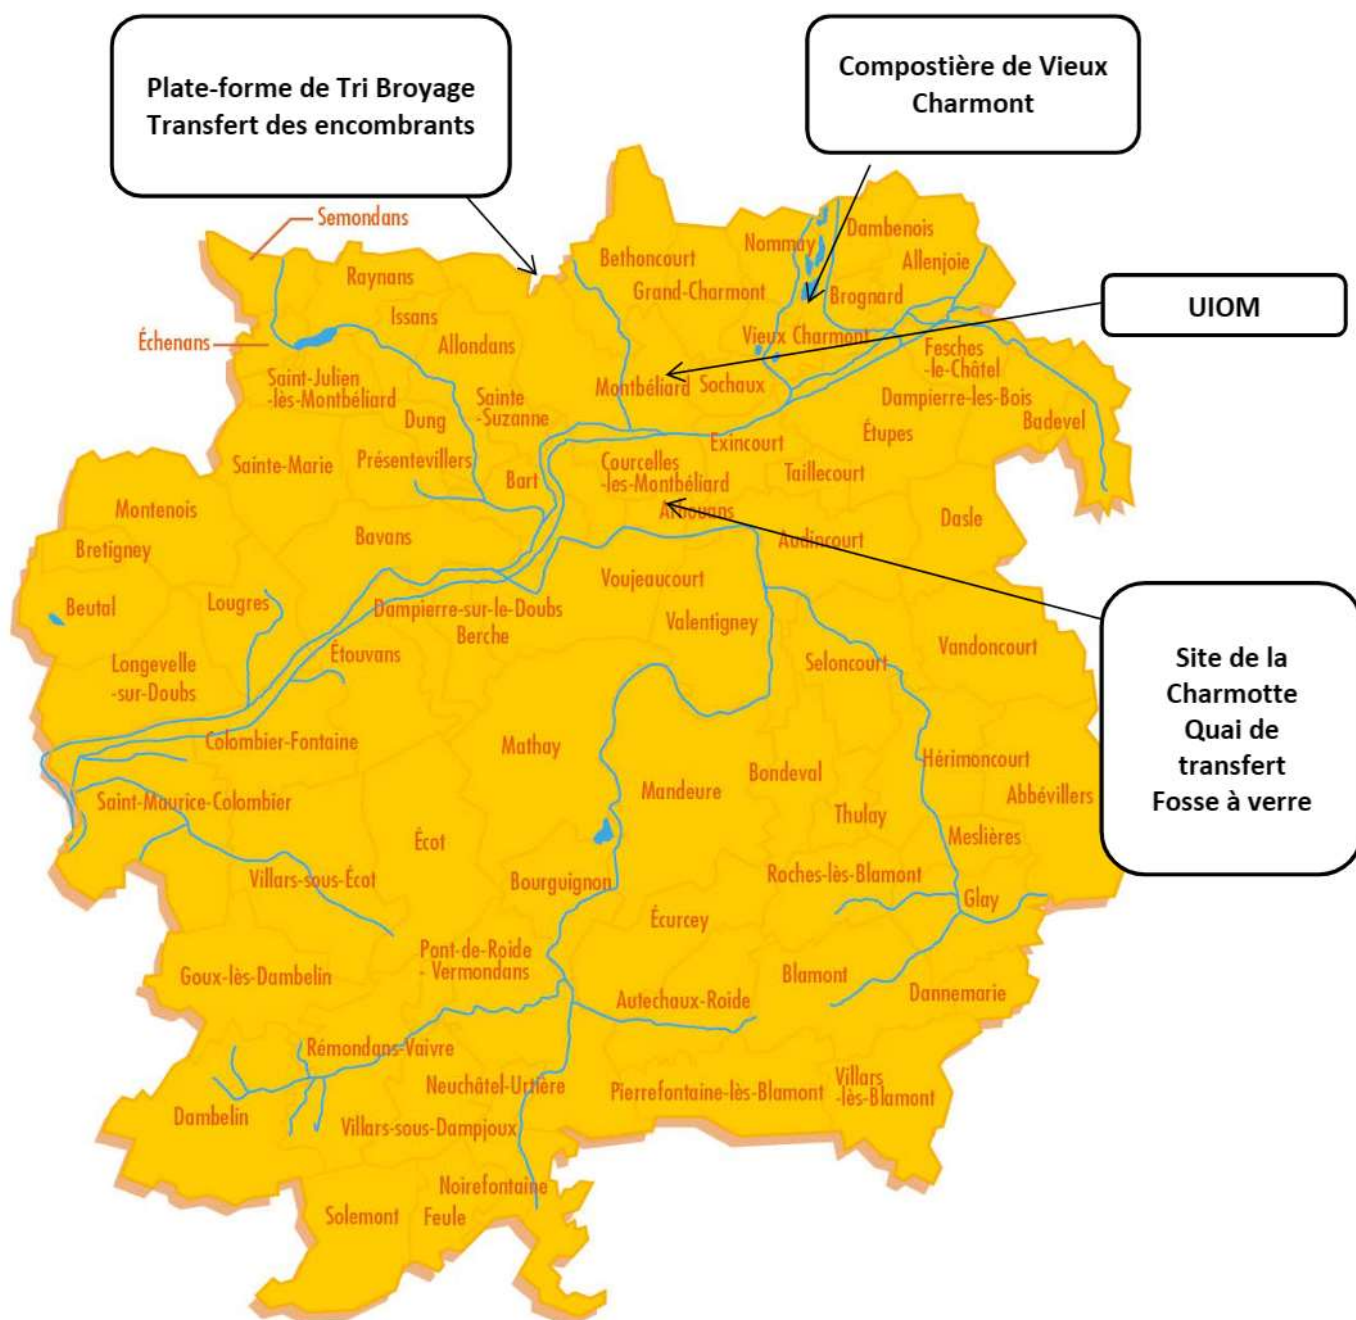 Plate-forme de Tri Broyage
Transfert des encombrants
Compostière de Vieux
Charmont
UIOM
Site de la
Charmotte
Quai de
transfert
Fosse à verre
Semondans
Raynans
Issans
Échenans
Allondans
Saint-Julien
-lès-Montbéliard
Sainte
-Suzanne
Dung
Présentevillers
Sainte-Marie
Bart
Bethoncourt
Grand-Charmont
Nommay
Dambenois
Allenjoie
Brognard
Vieux Charmont
Fesches
-le-Châtel
Montbéliard
Sochaux
Dampierre-les-Bois
Badevel
Exincourt
Étupes
Courcelles
-les-Montbéliard
Taillecourt
Arbouans
Audincourt
Dasle
Montenois
Bretigney
Bavans
Beutal
Lougres
Dampierre-sur-le-Doubs
Berche
Voujeaucourt
Valentigney
Étouvans
Longevelle
-sur-Doubs
Seloncourt
Vandoncourt
Colombier-Fontaine
Mathay
Mandeure
Bondeval
Hérimoncourt
Abbévillers
Saint-Maurice-Colombier
Thulay
Meslières
Écot
Villars-sous-Écot
Bourguignon
Roches-lès-Blamont
Glay
Écurcey
Pont-de-Roide
- Vermondans
Goux-lès-Dambelin
Blamont
Dannemarie
Autechaux-Roide
Rémondans-Vaivre
Neuchâtel-Urtière
Pierrefontaine-lès-Blamont
Villars
-lès-Blamont
Dambelin
Villars-sous-Dampjoux
Noirefontaine
Solemont
Feule